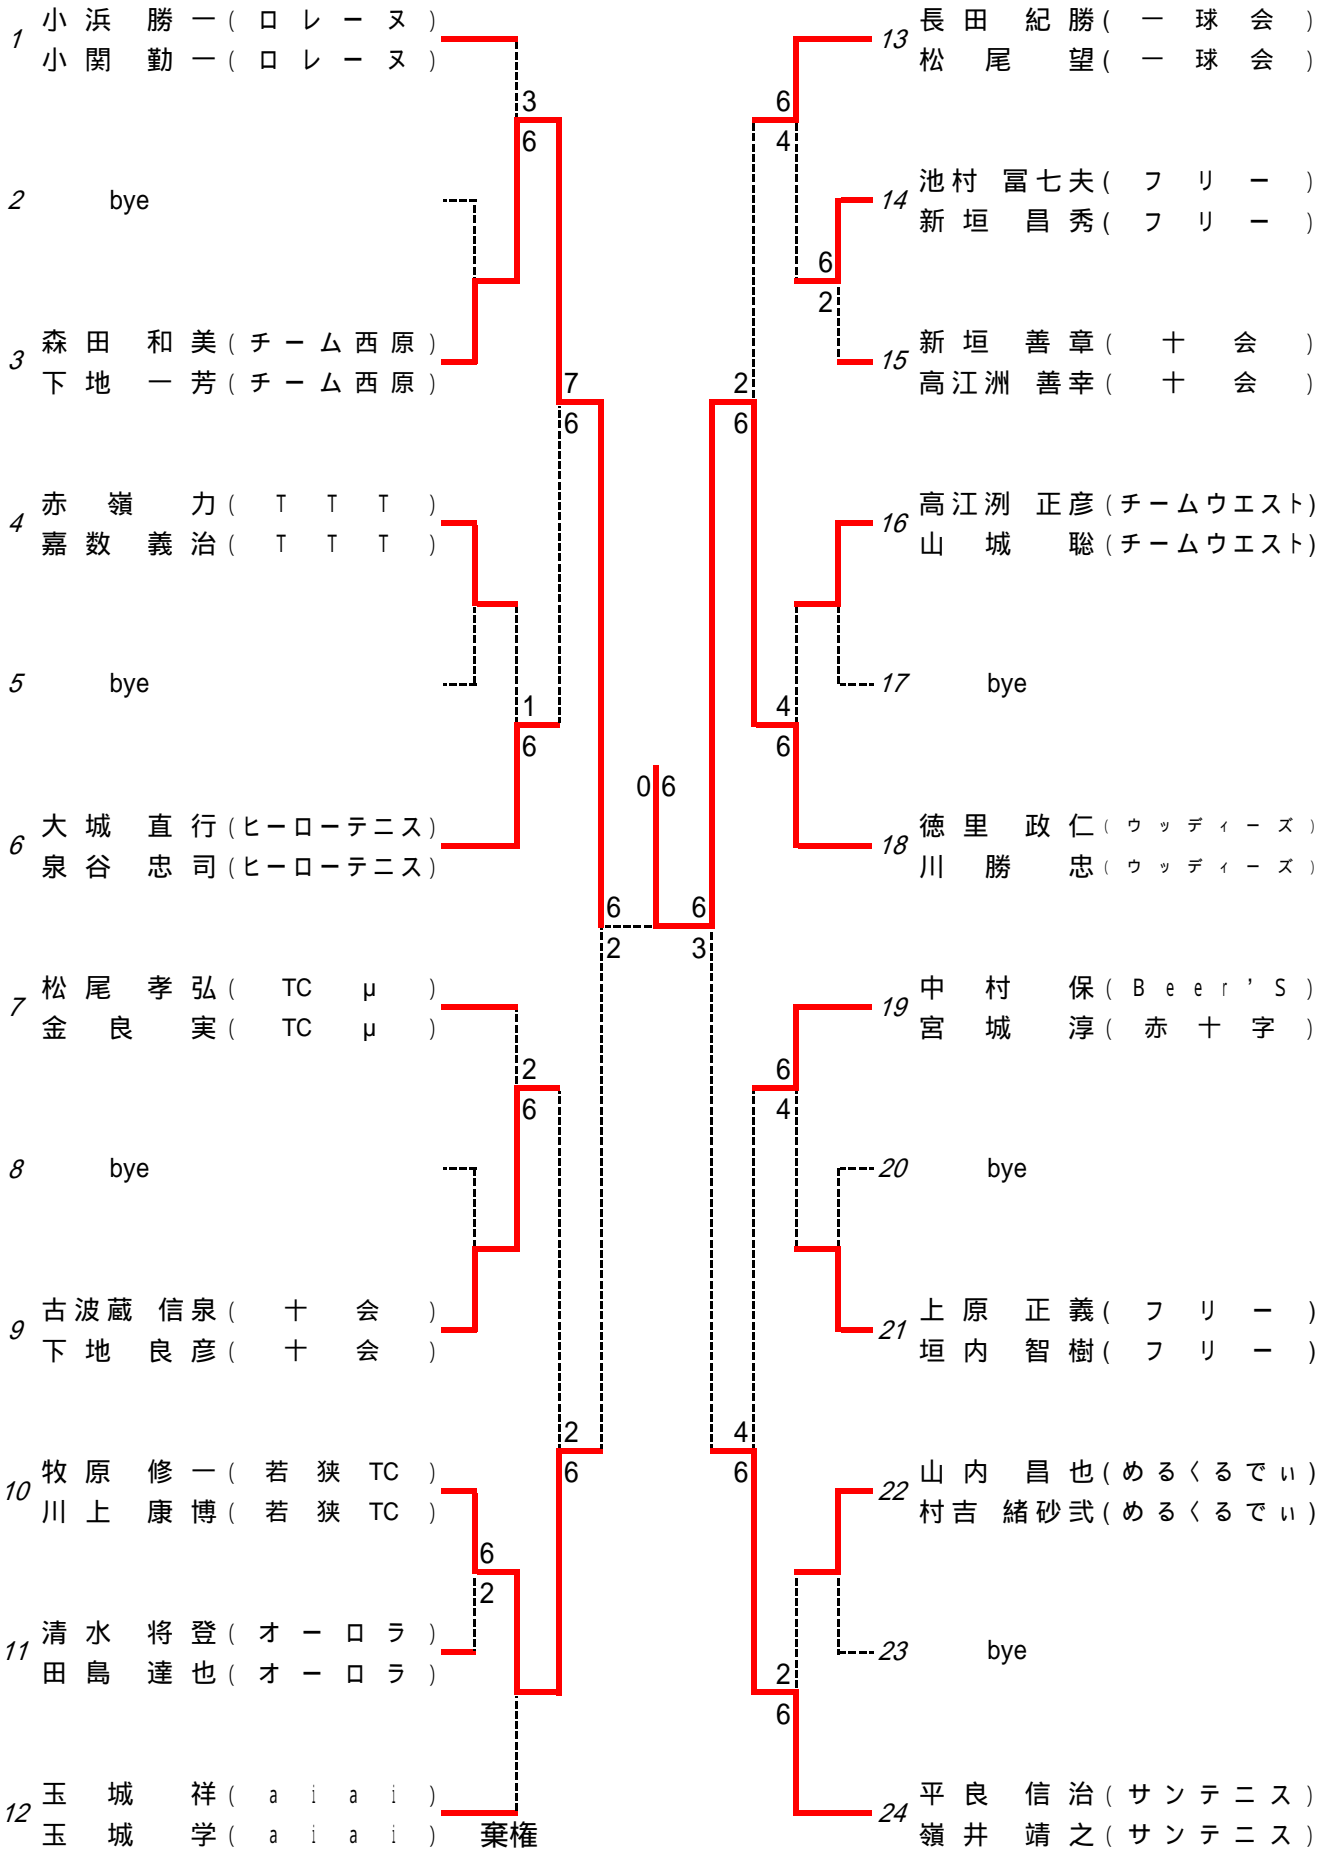 1 小浜 勝一(ロレーヌ)
小関 勤一(ロレーヌ)
3
6
2 bye
3 森田 和美(チーム西原)
下地 一芳(チーム西原)
7
6
4 赤嶺 力(TTT)
嘉数 義治(TTT)
5 bye
1
6
6 大城 直行(ヒーローテニス)
泉谷 忠司(ヒーローテニス)
6
2
7 松尾 孝弘(TC μ)
金良 実(TC μ)
2
6
8 bye
9 古波蔵 信泉(十会)
下地 良彦(十会)
2
6
10 牧原 修一(若狭TC)
川上 康博(若狭TC)
6
2
11 清水 将登(オーロラ)
田島 達也(オーロラ)
12 玉城 祥(aiai)
玉城 学(aiai) 棄権
0 6
13 長田 紀勝(一球会)
松尾 望(一球会)
6
4
14 池村 冨七夫(フリー)
新垣 昌秀(フリー)
6
2
15 新垣 善章(十会)
高江洲 善幸(十会)
2
6
16 高江洌 正彦(チームウエスト)
山城 聡(チームウエスト)
17 bye
4
6
18 徳里 政仁(ウッディーズ)
川勝 忠(ウッディーズ)
6
3
19 中村 保(Beer'S)
宮城 淳(赤十字)
6
4
20 bye
21 上原 正義(フリー)
垣内 智樹(フリー)
4
6
22 山内 昌也(めるくるでぃ)
村吉 緒砂弐(めるくるでぃ)
23 bye
2
6
24 平良 信治(サンテニス)
嶺井 靖之(サンテニス)